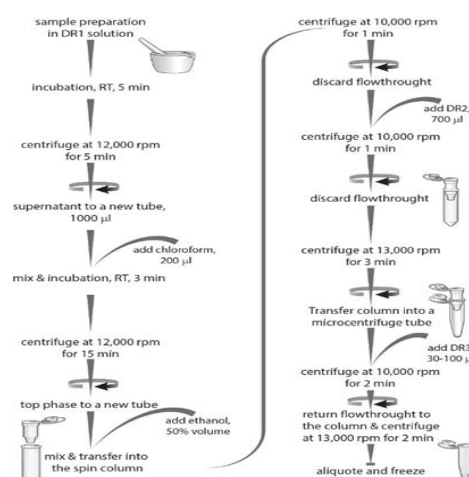 sample preparation
in DR1 solution
incubation, RT, 5 min
centrifuge at 12,000 rpm
for 5 min
supernatant to a new tube,
1000 µl
add chloroform,
200 µl
mix & incubation, RT, 3 min
centrifuge at 12,000 rpm
for 15 min
top phase to a new tube
add ethanol,
50% volume
mix & transfer into
the spin column
centrifuge at 10,000 rpm
for 1 min
discard flowthrought
add DR2,
700 µl
centrifuge at 10,000 rpm
for 1 min
discard flowthrought
centrifuge at 13,000 rpm
for 3 min
Transfer column into a
microcentrifuge tube
add DR3
30-100 µ
centrifuge at 10,000 rpm
for 2 min
return flowthrought to
the column & centrifuge
at 13,000 rpm for 2 min
aliquote and freeze